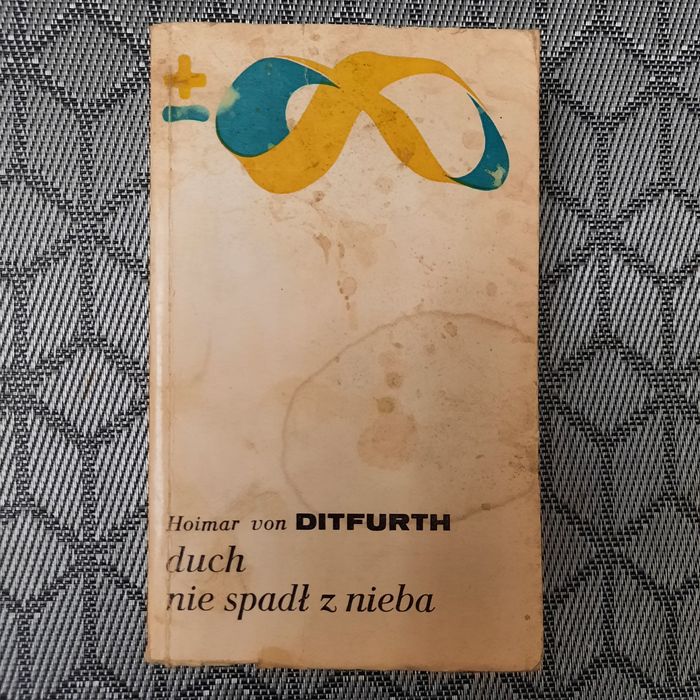 +
-
Hoimar von DITFURTH
duch
nie spadł z nieba